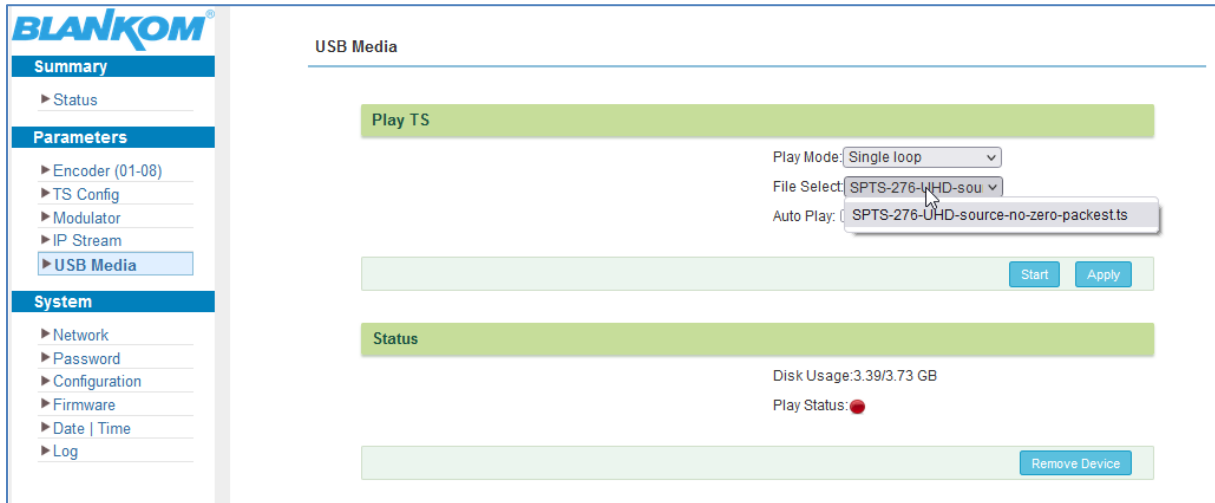 BLANKOM®
Summary
Status
Parameters
Encoder (01-08)
TS Config
Modulator
IP Stream
USB Media
System
Network
Password
Configuration
Firmware
Date | Time
Log
USB Media
Play TS
Play Mode: Single loop
File Select: SPTS-276-UHD-sou
SPTS-276-UHD-source-no-zero-packest.ts
Auto Play:
Start Apply
Status
Disk Usage:3.39/3.73 GB
Play Status:
Remove Device